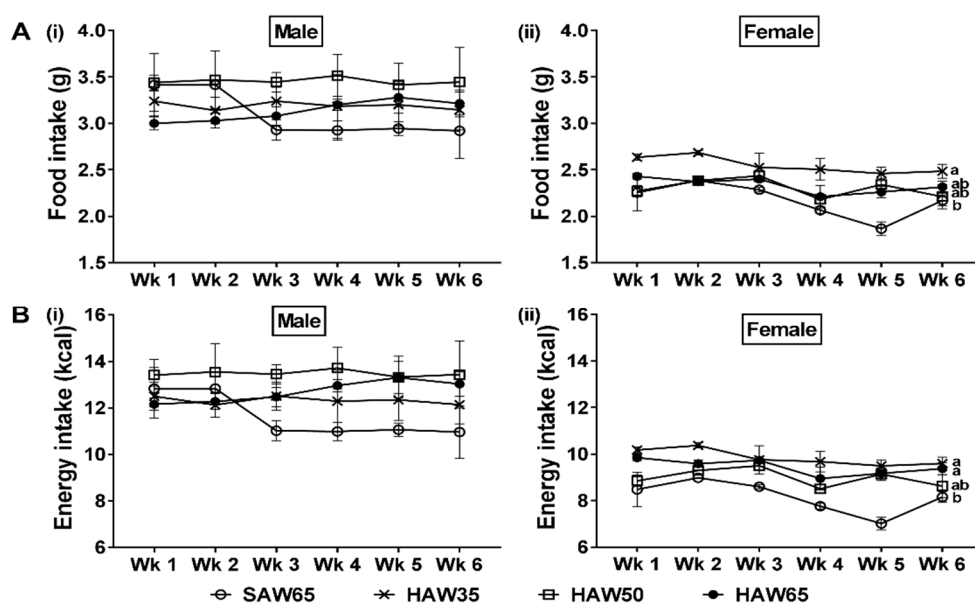 A (i) Male
Food intake (g)
4.0
3.5
3.0
2.5
2.0
1.5
Wk 1 Wk 2 Wk 3 Wk 4 Wk 5 Wk 6
(ii) Female
Food intake (g)
4.0
3.5
3.0
2.5
2.0
1.5
a
ab
ab
b
Wk 1 Wk 2 Wk 3 Wk 4 Wk 5 Wk 6
B (i) Male
Energy intake (kcal)
16
14
12
10
8
6
Wk 1 Wk 2 Wk 3 Wk 4 Wk 5 Wk 6
(ii) Female
Energy intake (kcal)
16
14
12
10
8
6
a
a
ab
b
Wk 1 Wk 2 Wk 3 Wk 4 Wk 5 Wk 6
SAW65 HAW35 HAW50 HAW65